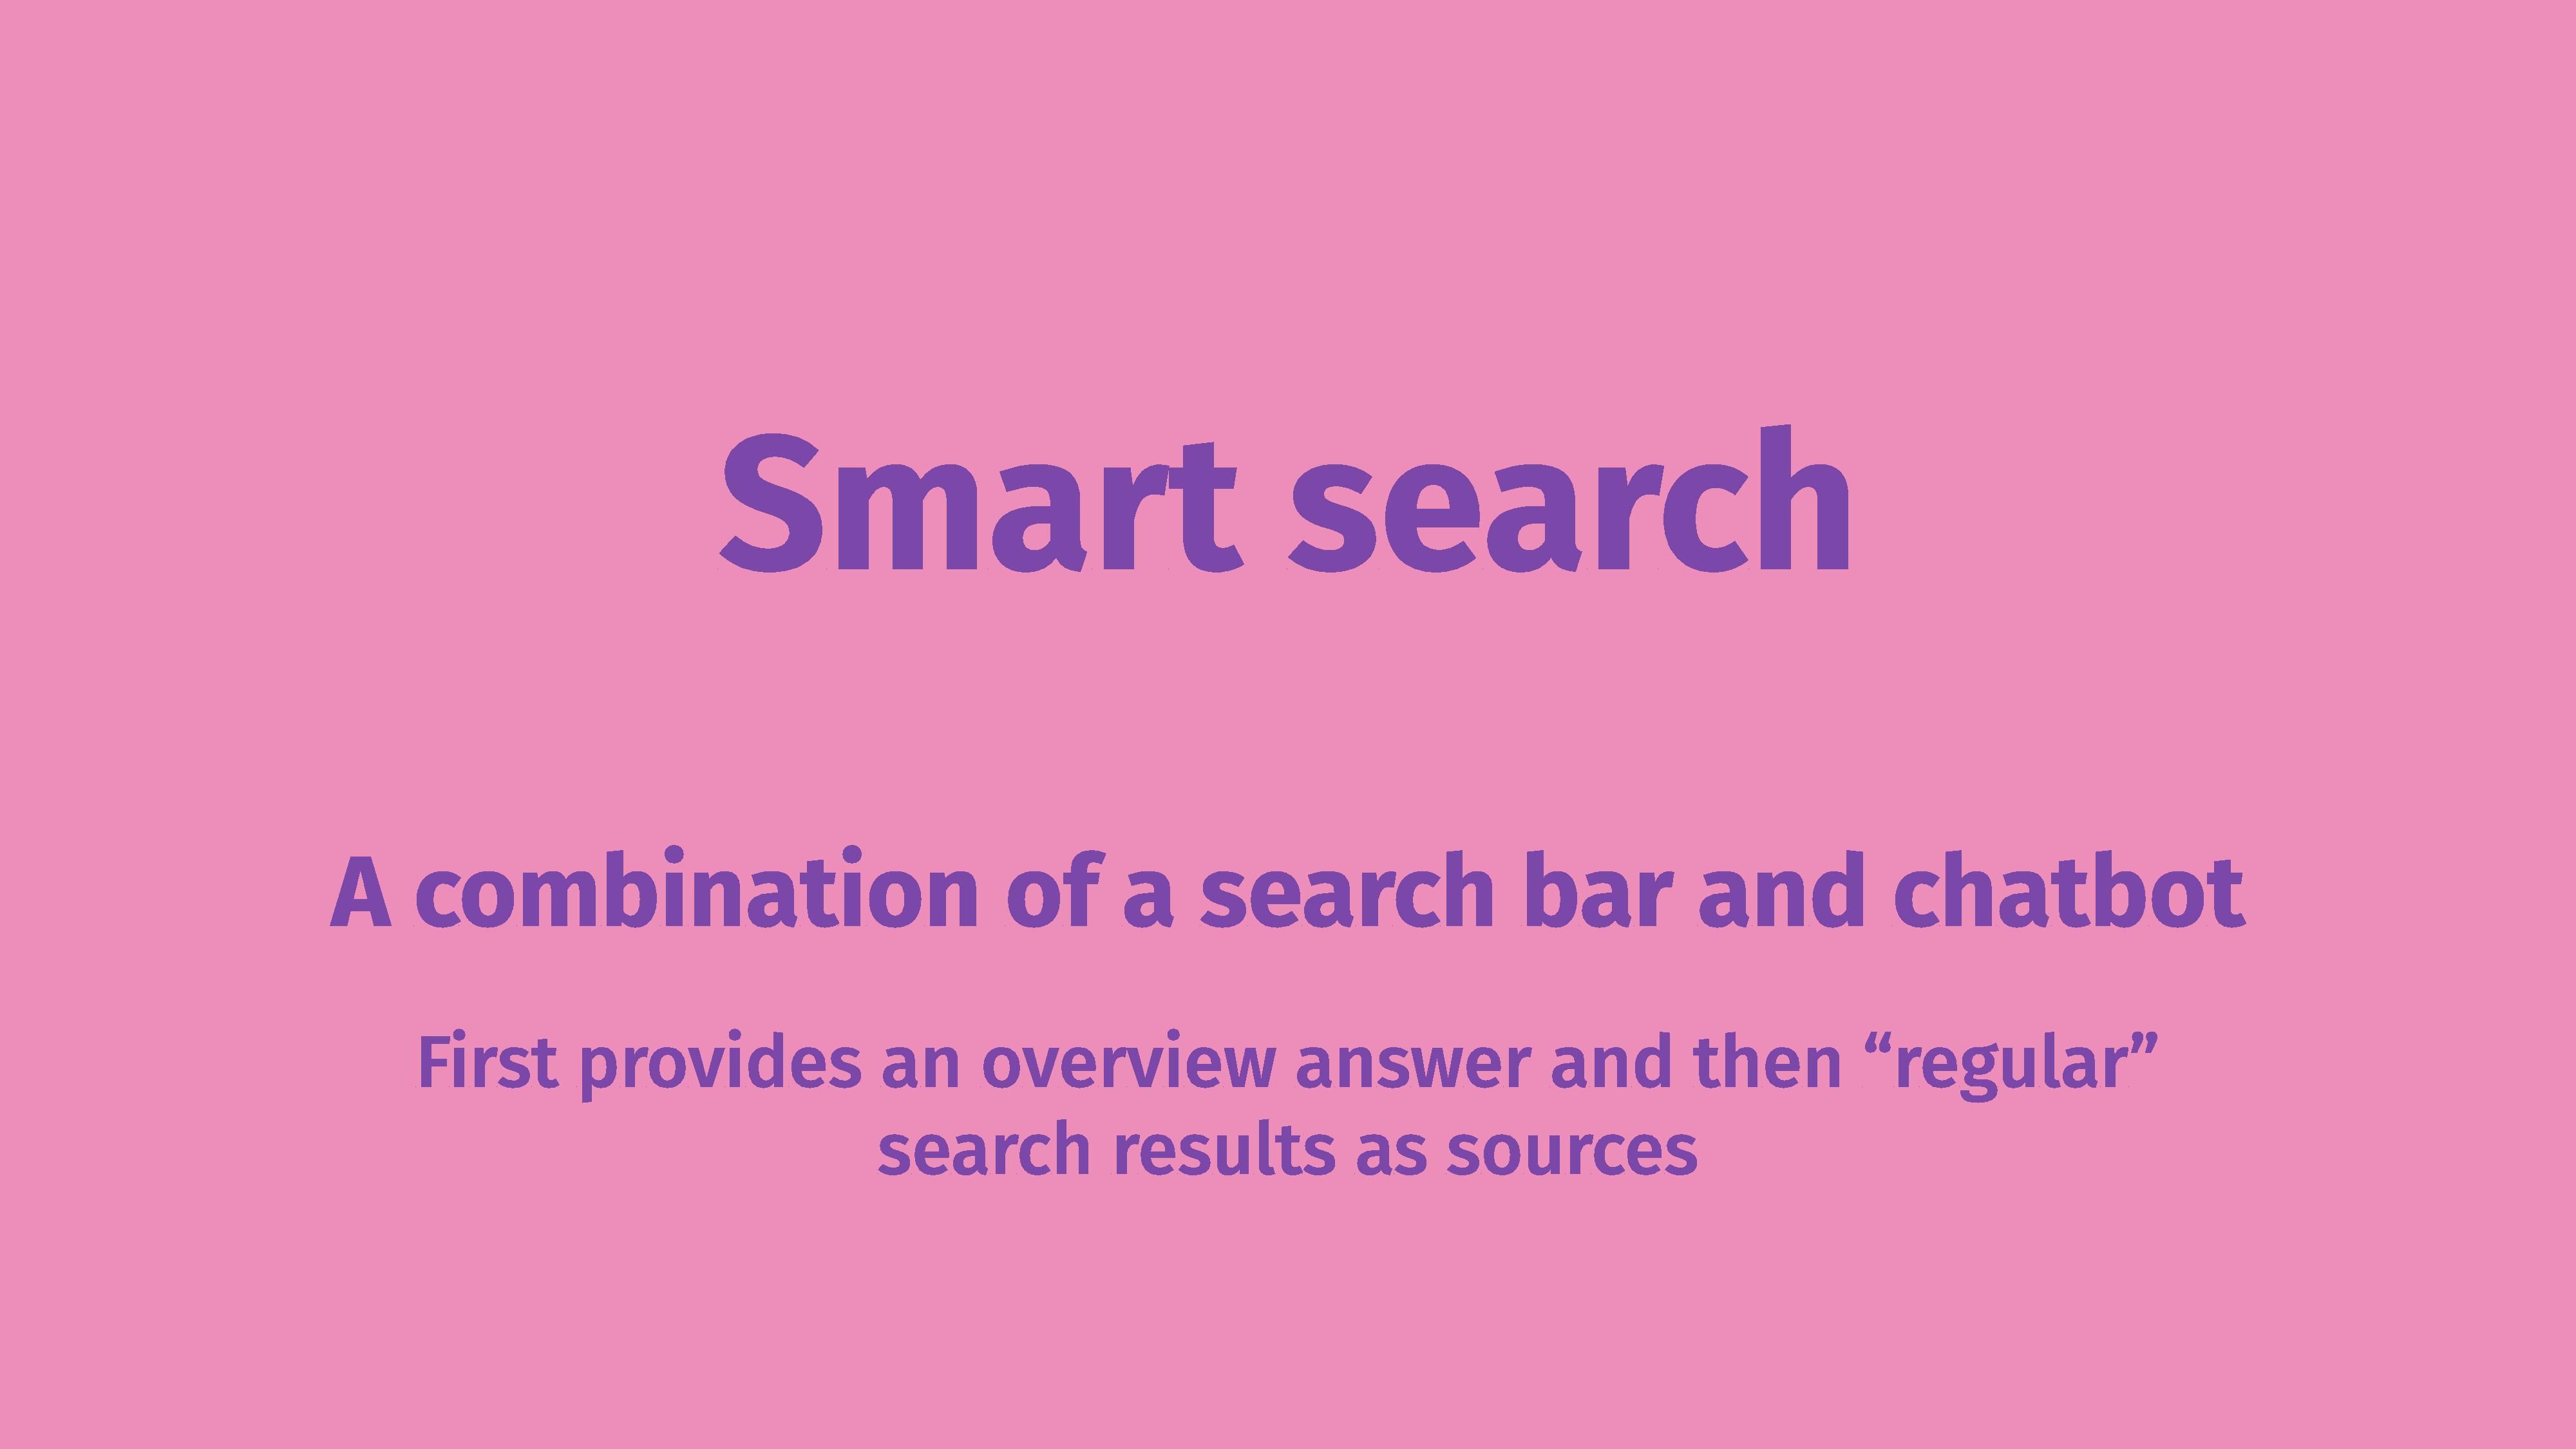 Smart search
A combination of a search bar and chatbot
First provides an overview answer and then “regular”
search results as sources